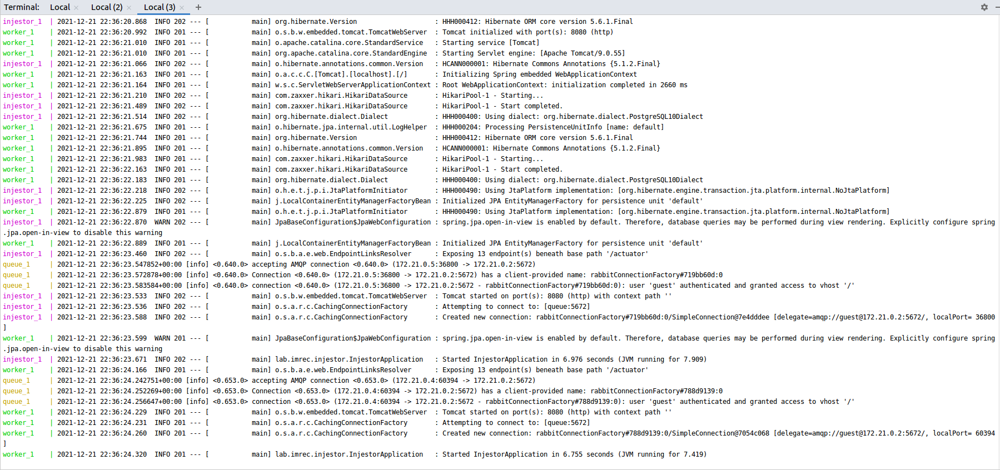 Terminal: Local × Local (2) × Local (3) × +
injestor_1 | 2021-12-21 22:36:20.868 INFO 202 --- [ main] org.hibernate.Version : HHH000412: Hibernate ORM core version 5.6.1.Final
worker_1 | 2021-12-21 22:36:20.992 INFO 201 --- [ main] o.s.b.w.embedded.tomcat.TomcatWebServer : Tomcat initialized with port(s): 8080 (http)
worker_1 | 2021-12-21 22:36:21.010 INFO 201 --- [ main] o.apache.catalina.core.StandardService : Starting service [Tomcat]
worker_1 | 2021-12-21 22:36:21.010 INFO 201 --- [ main] org.apache.catalina.core.StandardEngine : Starting Servlet engine: [Apache Tomcat/9.0.55]
injestor_1 | 2021-12-21 22:36:21.066 INFO 202 --- [ main] o.hibernate.annotations.common.Version : HCANN000001: Hibernate Commons Annotations {5.1.2.Final}
worker_1 | 2021-12-21 22:36:21.163 INFO 201 --- [ main] o.a.c.c.C.[Tomcat].[localhost].[/] : Initializing Spring embedded WebApplicationContext
worker_1 | 2021-12-21 22:36:21.164 INFO 201 --- [ main] w.s.c.ServletWebServerApplicationContext : Root WebApplicationContext: initialization completed in 2660 ms
injestor_1 | 2021-12-21 22:36:21.210 INFO 202 --- [ main] com.zaxxer.hikari.HikariDataSource : HikariPool-1 - Starting...
injestor_1 | 2021-12-21 22:36:21.489 INFO 202 --- [ main] com.zaxxer.hikari.HikariDataSource : HikariPool-1 - Start completed.
injestor_1 | 2021-12-21 22:36:21.514 INFO 202 --- [ main] org.hibernate.dialect.Dialect : HHH000400: Using dialect: org.hibernate.dialect.PostgreSQL10Dialect
worker_1 | 2021-12-21 22:36:21.675 INFO 201 --- [ main] o.hibernate.jpa.internal.util.LogHelper : HHH000204: Processing PersistenceUnitInfo [name: default]
worker_1 | 2021-12-21 22:36:21.744 INFO 201 --- [ main] org.hibernate.Version : HHH000412: Hibernate ORM core version 5.6.1.Final
worker_1 | 2021-12-21 22:36:21.895 INFO 201 --- [ main] o.hibernate.annotations.common.Version : HCANN000001: Hibernate Commons Annotations {5.1.2.Final}
worker_1 | 2021-12-21 22:36:21.983 INFO 201 --- [ main] com.zaxxer.hikari.HikariDataSource : HikariPool-1 - Starting...
worker_1 | 2021-12-21 22:36:22.163 INFO 201 --- [ main] com.zaxxer.hikari.HikariDataSource : HikariPool-1 - Start completed.
worker_1 | 2021-12-21 22:36:22.183 INFO 201 --- [ main] org.hibernate.dialect.Dialect : HHH000400: Using dialect: org.hibernate.dialect.PostgreSQL10Dialect
injestor_1 | 2021-12-21 22:36:22.218 INFO 202 --- [ main] o.h.e.t.j.p.i.JtaPlatformInitiator : HHH000490: Using JtaPlatform implementation: [org.hibernate.engine.transaction.jta.platform.internal.NoJtaPlatform]
injestor_1 | 2021-12-21 22:36:22.225 INFO 202 --- [ main] j.LocalContainerEntityManagerFactoryBean : Initialized JPA EntityManagerFactory for persistence unit 'default'
worker_1 | 2021-12-21 22:36:22.879 INFO 201 --- [ main] o.h.e.t.j.p.i.JtaPlatformInitiator : HHH000490: Using JtaPlatform implementation: [org.hibernate.engine.transaction.jta.platform.internal.NoJtaPlatform]
injestor_1 | 2021-12-21 22:36:22.870 WARN 202 --- [ main] JpaBaseConfiguration$JpaWebConfiguration : spring.jpa.open-in-view is enabled by default. Therefore, database queries may be performed during view rendering. Explicitly configure spring
.jpa.open-in-view to disable this warning
worker_1 | 2021-12-21 22:36:22.889 INFO 201 --- [ main] j.LocalContainerEntityManagerFactoryBean : Initialized JPA EntityManagerFactory for persistence unit 'default'
injestor_1 | 2021-12-21 22:36:23.460 INFO 202 --- [ main] o.s.b.a.e.web.EndpointLinksResolver : Exposing 13 endpoint(s) beneath base path '/actuator'
queue_1 | 2021-12-21 22:36:23.547852+00:00 [info] <0.640.0> accepting AMQP connection <0.640.0> (172.21.0.5:36800 -> 172.21.0.2:5672)
queue_1 | 2021-12-21 22:36:23.572878+00:00 [info] <0.640.0> Connection <0.640.0> (172.21.0.5:36800 -> 172.21.0.2:5672) has a client-provided name: rabbitConnectionFactory#719bb60d:0
queue_1 | 2021-12-21 22:36:23.583584+00:00 [info] <0.640.0> connection <0.640.0> (172.21.0.5:36800 -> 172.21.0.2:5672 - rabbitConnectionFactory#719bb60d:0): user 'guest' authenticated and granted access to vhost '/'
injestor_1 | 2021-12-21 22:36:23.533 INFO 202 --- [ main] o.s.b.w.embedded.tomcat.TomcatWebServer : Tomcat started on port(s): 8080 (http) with context path ''
injestor_1 | 2021-12-21 22:36:23.536 INFO 202 --- [ main] o.s.a.r.c.CachingConnectionFactory : Attempting to connect to: [queue:5672]
injestor_1 | 2021-12-21 22:36:23.588 INFO 202 --- [ main] o.s.a.r.c.CachingConnectionFactory : Created new connection: rabbitConnectionFactory#719bb60d:0/SimpleConnection@7e4dddee [delegate=amqp://guest@172.21.0.2:5672/, localPort= 36800
]
worker_1 | 2021-12-21 22:36:23.599 WARN 201 --- [ main] JpaBaseConfiguration$JpaWebConfiguration : spring.jpa.open-in-view is enabled by default. Therefore, database queries may be performed during view rendering. Explicitly configure spring
.jpa.open-in-view to disable this warning
injestor_1 | 2021-12-21 22:36:23.671 INFO 202 --- [ main] lab.imrec.injestor.InjestorApplication : Started InjestorApplication in 6.976 seconds (JVM running for 7.909)
worker_1 | 2021-12-21 22:36:24.166 INFO 201 --- [ main] o.s.b.a.e.web.EndpointLinksResolver : Exposing 13 endpoint(s) beneath base path '/actuator'
queue_1 | 2021-12-21 22:36:24.242751+00:00 [info] <0.653.0> accepting AMQP connection <0.653.0> (172.21.0.4:60394 -> 172.21.0.2:5672)
queue_1 | 2021-12-21 22:36:24.252269+00:00 [info] <0.653.0> Connection <0.653.0> (172.21.0.4:60394 -> 172.21.0.2:5672) has a client-provided name: rabbitConnectionFactory#788d9139:0
queue_1 | 2021-12-21 22:36:24.256647+00:00 [info] <0.653.0> connection <0.653.0> (172.21.0.4:60394 -> 172.21.0.2:5672 - rabbitConnectionFactory#788d9139:0): user 'guest' authenticated and granted access to vhost '/'
worker_1 | 2021-12-21 22:36:24.229 INFO 201 --- [ main] o.s.b.w.embedded.tomcat.TomcatWebServer : Tomcat started on port(s): 8080 (http) with context path ''
worker_1 | 2021-12-21 22:36:24.231 INFO 201 --- [ main] o.s.a.r.c.CachingConnectionFactory : Attempting to connect to: [queue:5672]
worker_1 | 2021-12-21 22:36:24.260 INFO 201 --- [ main] o.s.a.r.c.CachingConnectionFactory : Created new connection: rabbitConnectionFactory#788d9139:0/SimpleConnection@7054c068 [delegate=amqp://guest@172.21.0.2:5672/, localPort= 60394
]
worker_1 | 2021-12-21 22:36:24.320 INFO 201 --- [ main] lab.imrec.injestor.InjestorApplication : Started InjestorApplication in 6.755 seconds (JVM running for 7.419)